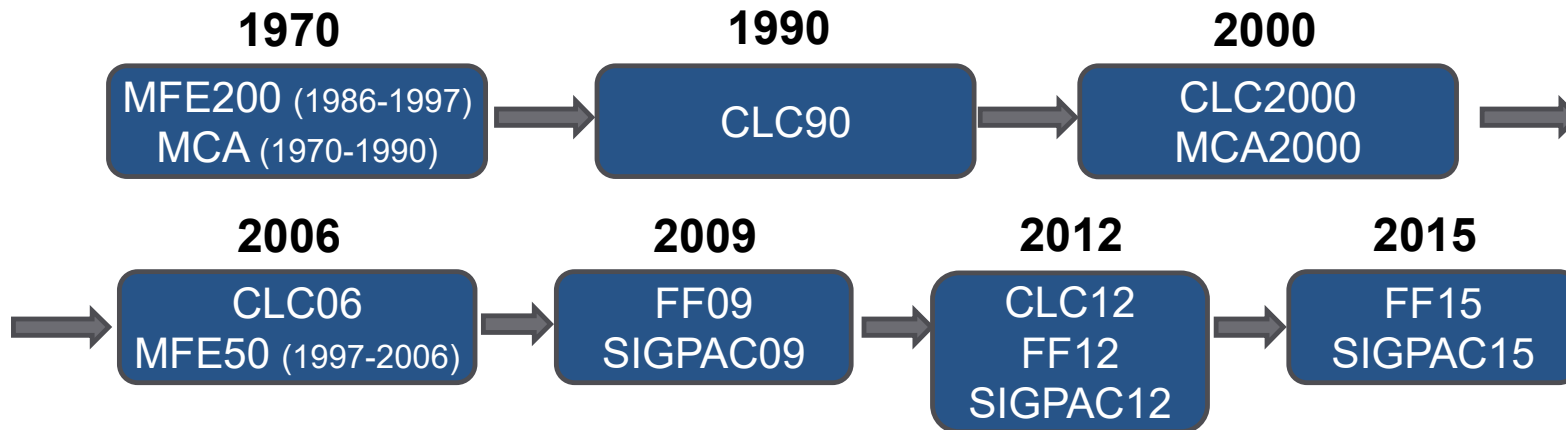 1970
MFE200 (1986-1997)
MCA (1970-1990)
1990
CLC90
2000
CLC2000
MCA2000
2006
CLC06
MFE50 (1997-2006)
2009
FF09
SIGPAC09
2012
CLC12
FF12
SIGPAC12
2015
FF15
SIGPAC15